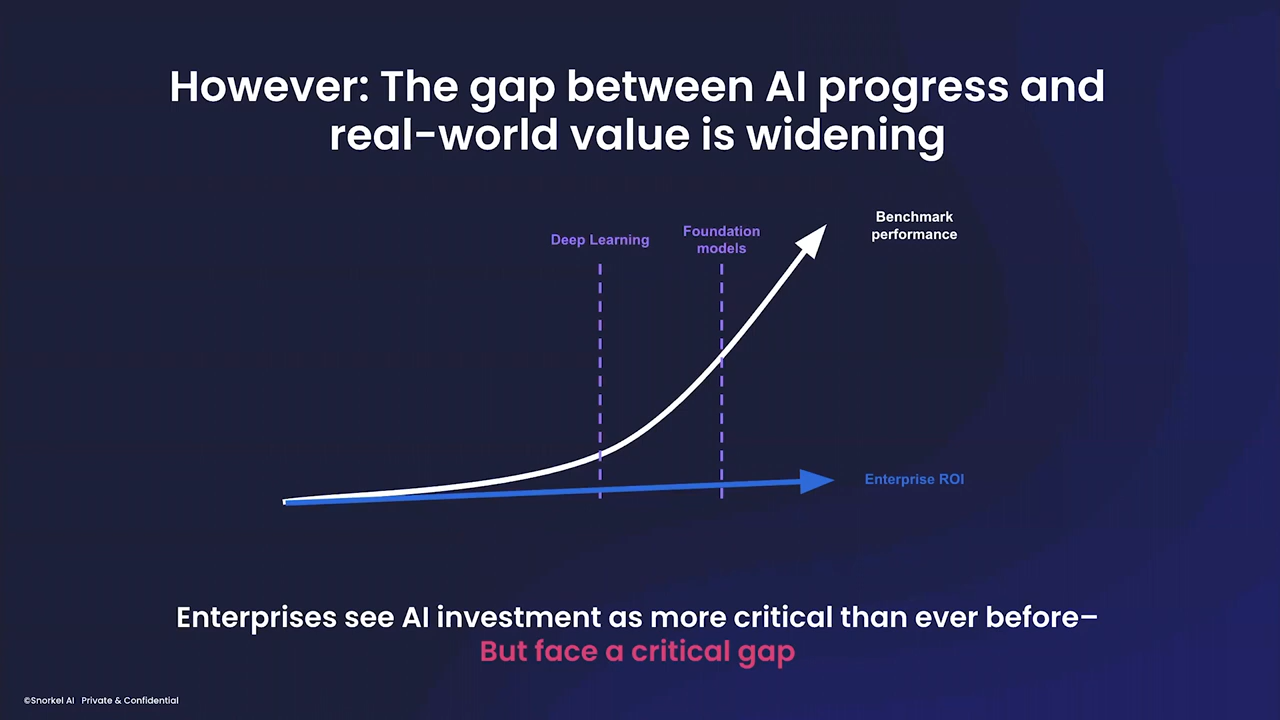 However: The gap between AI progress and
real-world value is widening
Benchmark
performance
Deep Learning
Foundation
models
Enterprise ROI
Enterprises see AI investment as more critical than ever before–
But face a critical gap
©Snorkel AI Private & Confidential